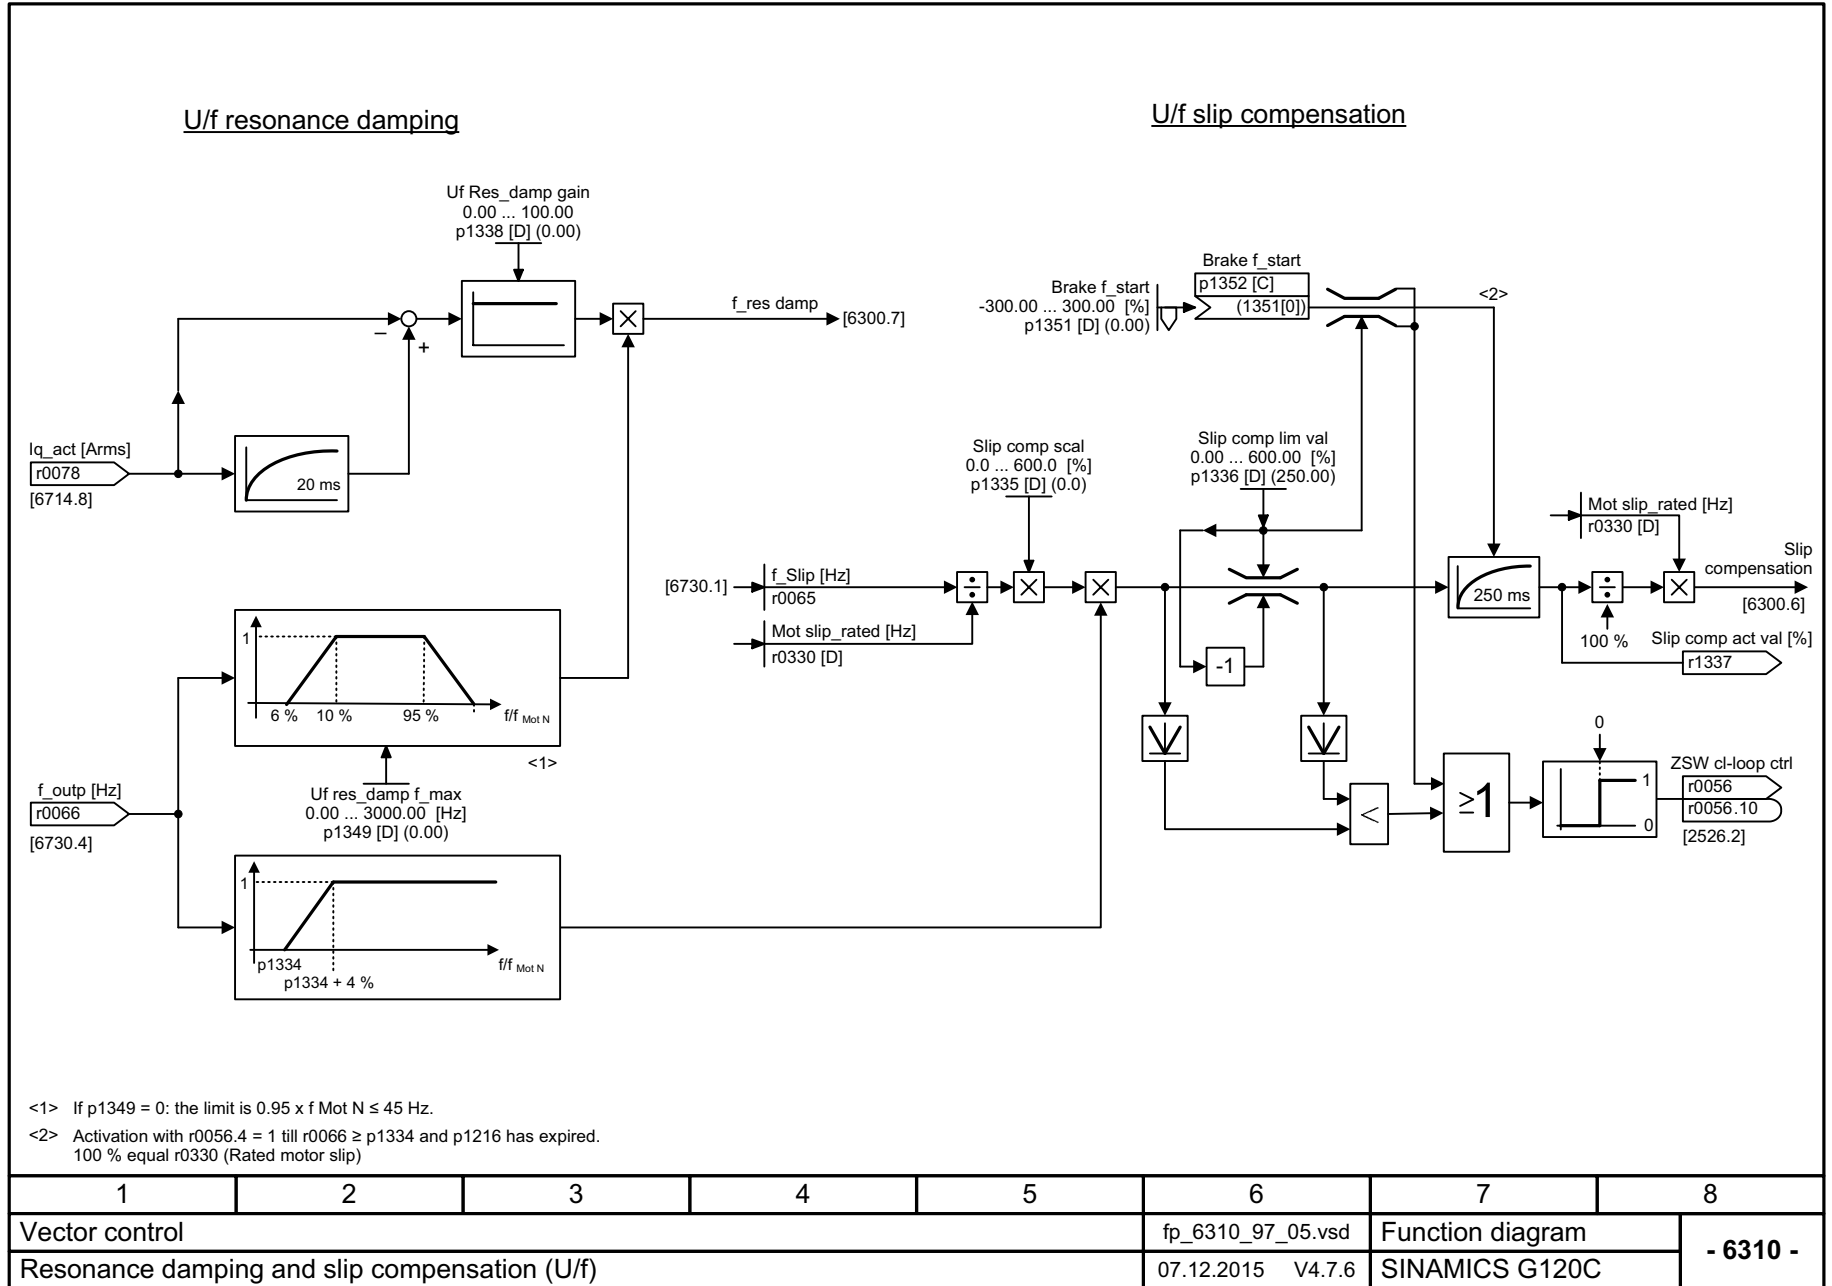 U/f resonance damping
U/f slip compensation
Uf Res_damp gain
0.00 ... 100.00
p1338 [D] (0.00)
f_res damp
[6300.7]
–
+
Iq_act [Arms]
r0078
[6714.8]
20 ms
1
6 %
10 %
95 %
f/f Mot N
<1>
Uf res_damp f_max
0.00 ... 3000.00 [Hz]
p1349 [D] (0.00)
f_outp [Hz]
r0066
[6730.4]
1
p1334
p1334 + 4 %
f/f Mot N
Brake f_start
-300.00 ... 300.00 [%]
p1351 [D] (0.00)
Brake f_start
p1352 [C]
(1351[0])
<2>
Slip comp scal
0.0 ... 600.0 [%]
p1335 [D] (0.0)
Slip comp lim val
0.00 ... 600.00 [%]
p1336 [D] (250.00)
[6730.1]
f_Slip [Hz]
r0065
Mot slip_rated [Hz]
r0330 [D]
÷
×
×
×
-1
250 ms
Mot slip_rated [Hz]
r0330 [D]
÷
×
100 %
Slip
compensation
[6300.6]
Slip comp act val [%]
r1337
<
≥1
0
1
0
ZSW cl-loop ctrl
r0056
r0056.10
[2526.2]
<1> If p1349 = 0: the limit is 0.95 x f Mot N ≤ 45 Hz.
<2> Activation with r0056.4 = 1 till r0066 ≥ p1334 and p1216 has expired.
100 % equal r0330 (Rated motor slip)
1 2 3 4 5 6 7 8
Vector control
fp_6310_97_05.vsd
Function diagram
- 6310 -
Resonance damping and slip compensation (U/f)
07.12.2015 V4.7.6
SINAMICS G120C